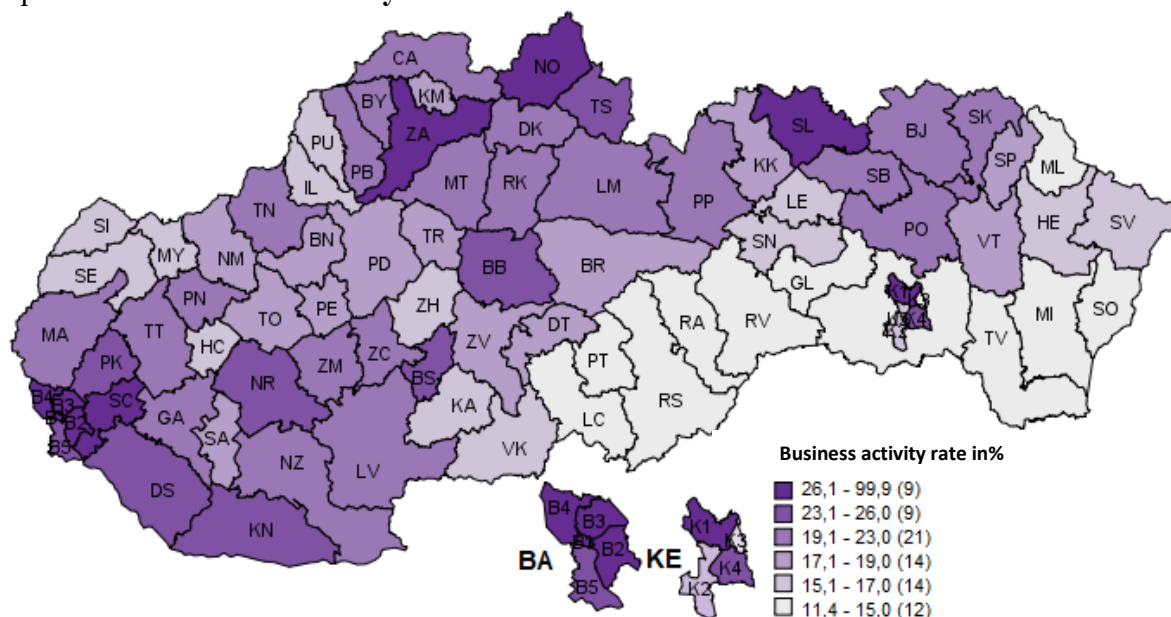 CA
NO
BY
KM
TS
ZA
DK
SL
BJ
SK
PU
PB
KK
SP
ML
IL
MT
RK
LM
SB
PP
LE
HE
SV
TN
SI
MY
NM
BN
TR
PD
BB
BR
SN
PO
VT
SE
PN
TO
PE
ZH
GL
MA
TT
HC
ZM
ZC
ZV
DT
RA
RV
K1
K4
MI
SO
TV
PK
NR
BS
PT
B4
B3
SC
GA
SA
KA
LC
RS
B2
B5
NZ
LV
VK
DS
KN
Business activity rate in%
26,1 - 99,9 (9)
23,1 - 26,0 (9)
19,1 - 23,0 (21)
17,1 - 19,0 (14)
15,1 - 17,0 (14)
11,4 - 15,0 (12)
BA
B4
B3
B1
B2
B5
KE
K1
K3
K4
K2